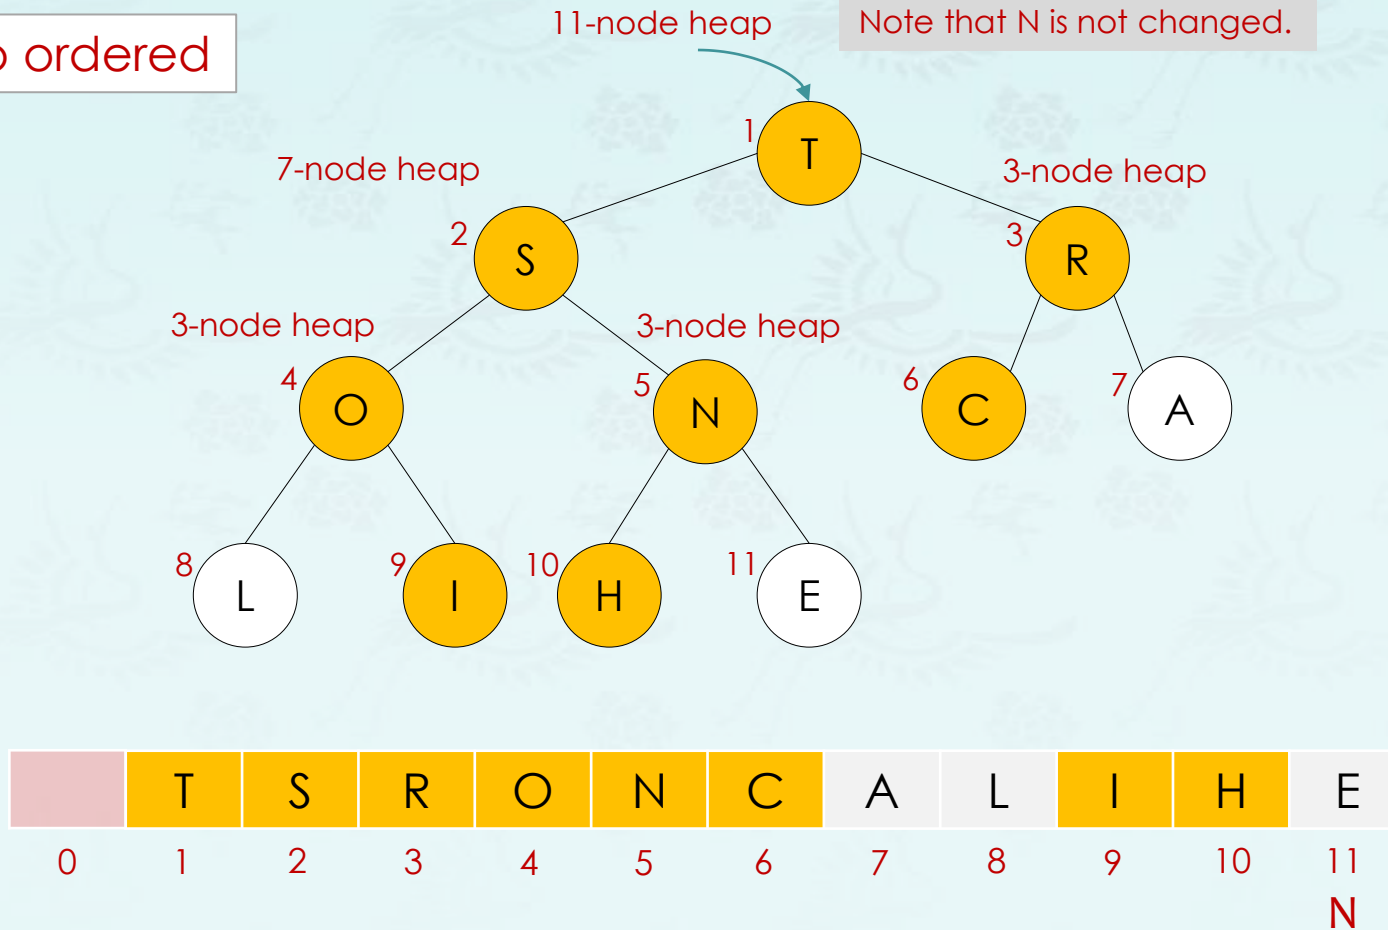 11-node heap
Note that N is not changed.
ordered
1
T
7-node heap
3-node heap
2
S
3
R
3-node heap
3-node heap
4
O
5
N
6
C
7
A
8
L
9
I
10
H
11
E
T S R O N C A L I H E
0 1 2 3 4 5 6 7 8 9 10 11
N